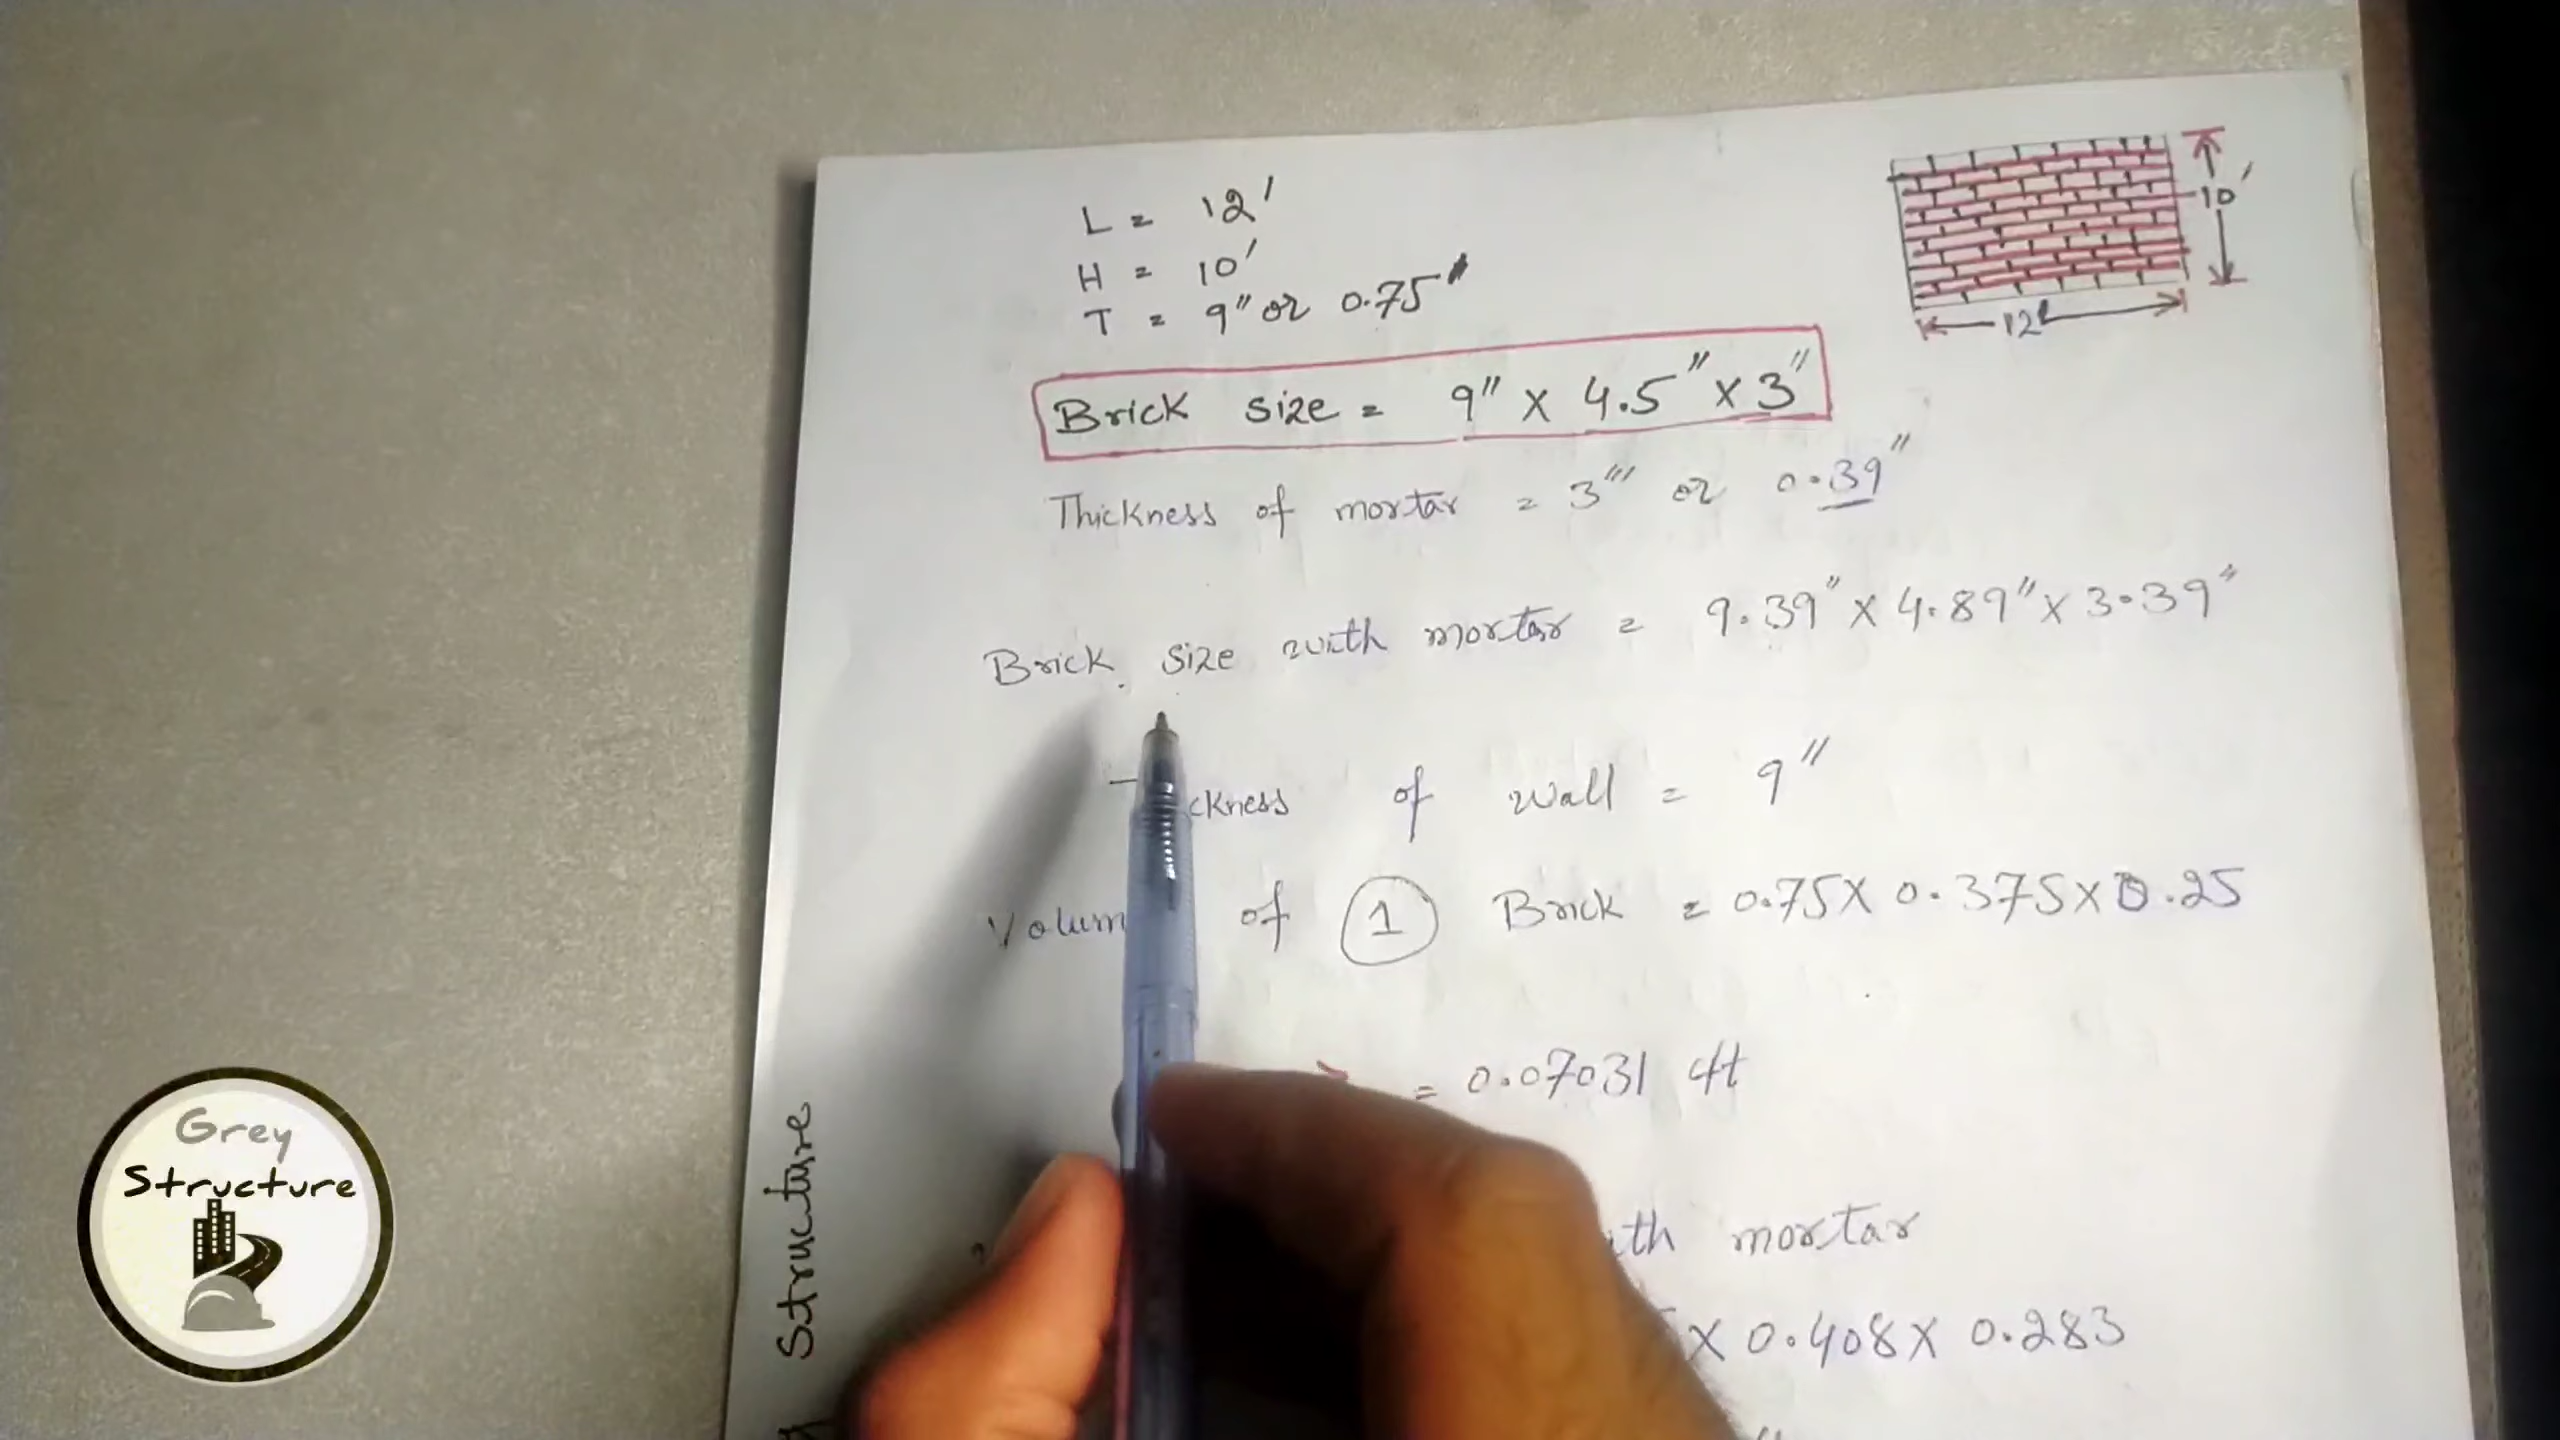 L = 12'
H = 10'
T = 9" or 0.75'
10'
12'
Brick size = 9" X 4.5" X 3"
Thickness of mortar = 3''' or 0.39"
Brick size with mortar = 9.39" X 4.89" X 3.39"
of wall = 9"
of 1 Brick = 0.75 X 0.375 X 0.25
= 0.07031 cft
mortar
X 0.408 X 0.283
Structure
Grey
Structure